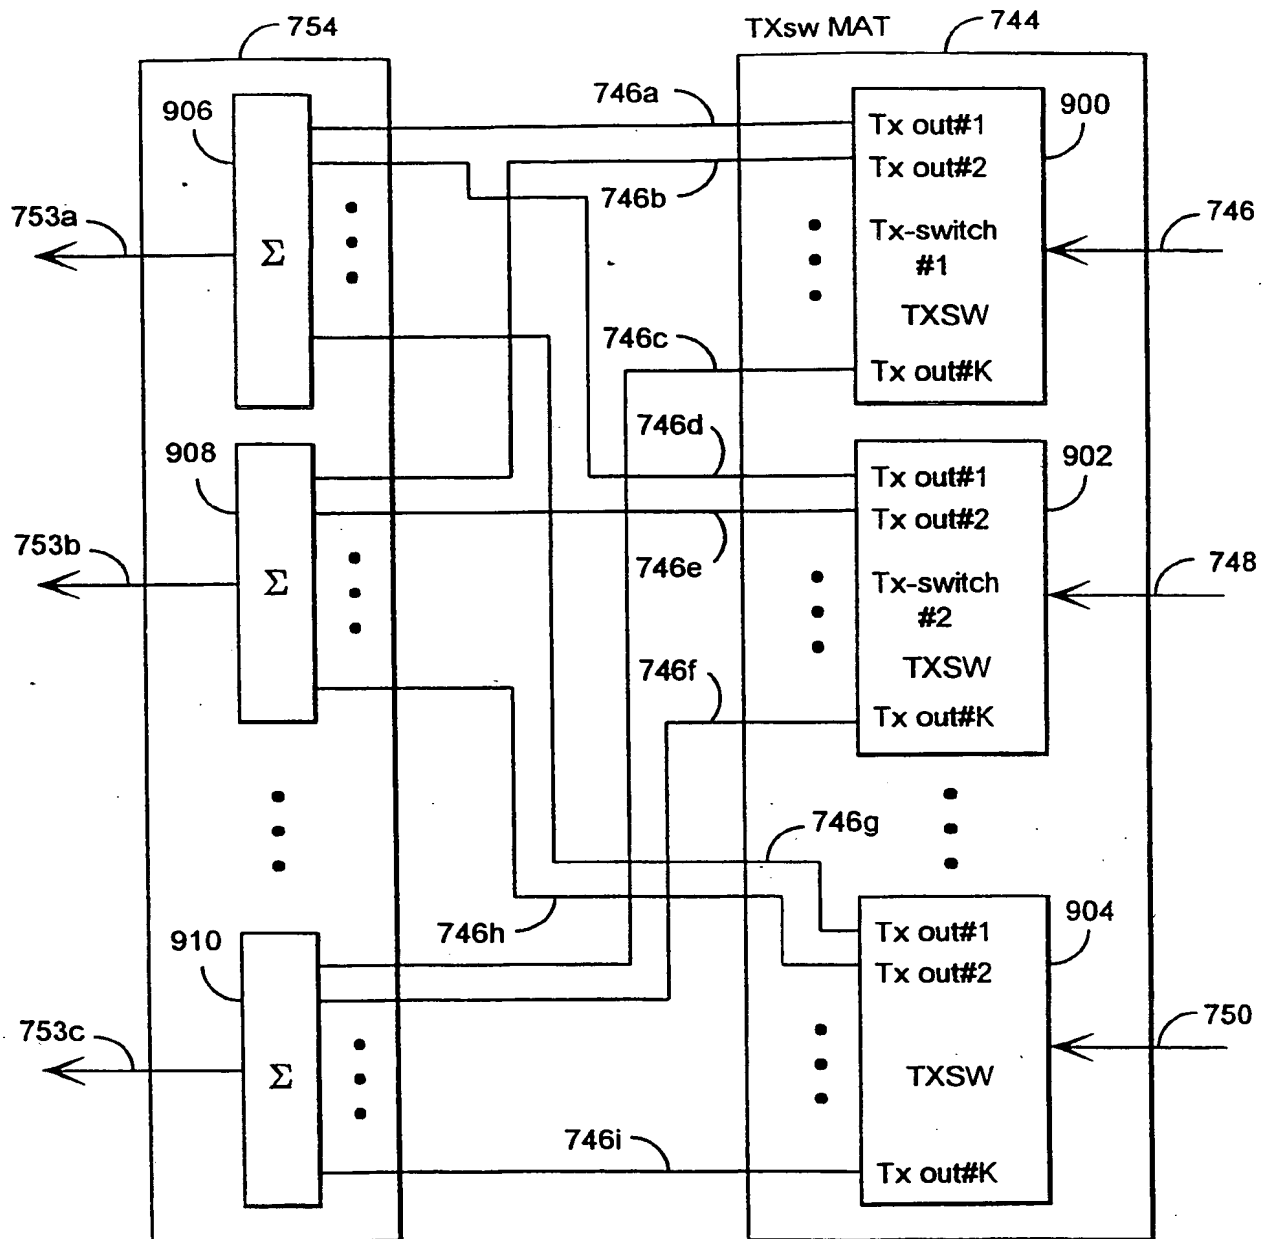 754
TXsw MAT
744
906
746a
900
Tx out#1
Tx out#2
746b
753a
746
Σ
Tx-switch
#1
TXSW
746c
Tx out#K
746d
908
902
Tx out#1
Tx out#2
753b
746e
748
Σ
Tx-switch
#2
TXSW
746f
Tx out#K
746g
746h
904
910
Tx out#1
Tx out#2
753c
750
Σ
TXSW
746i
Tx out#K